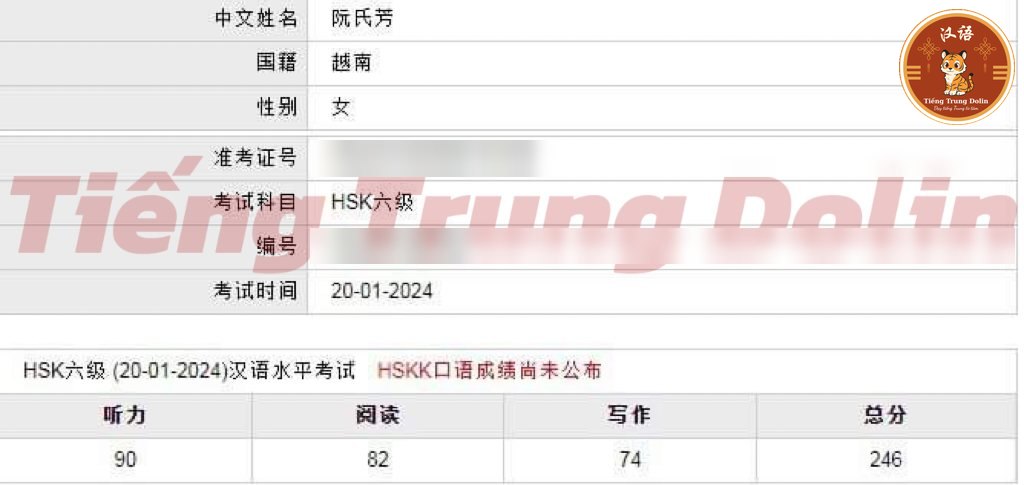 中文姓名 阮氏芳
国籍 越南
性别 女
准考证号
考试科目 HSK六级
编号
考试时间 20-01-2024
汉语
Tiếng Trung Dolin
Tiếng Trung Dolin
HSK六级 (20-01-2024)汉语水平考试 HSKK口语成绩尚未公布
听力 阅读 写作 总分
90 82 74 246